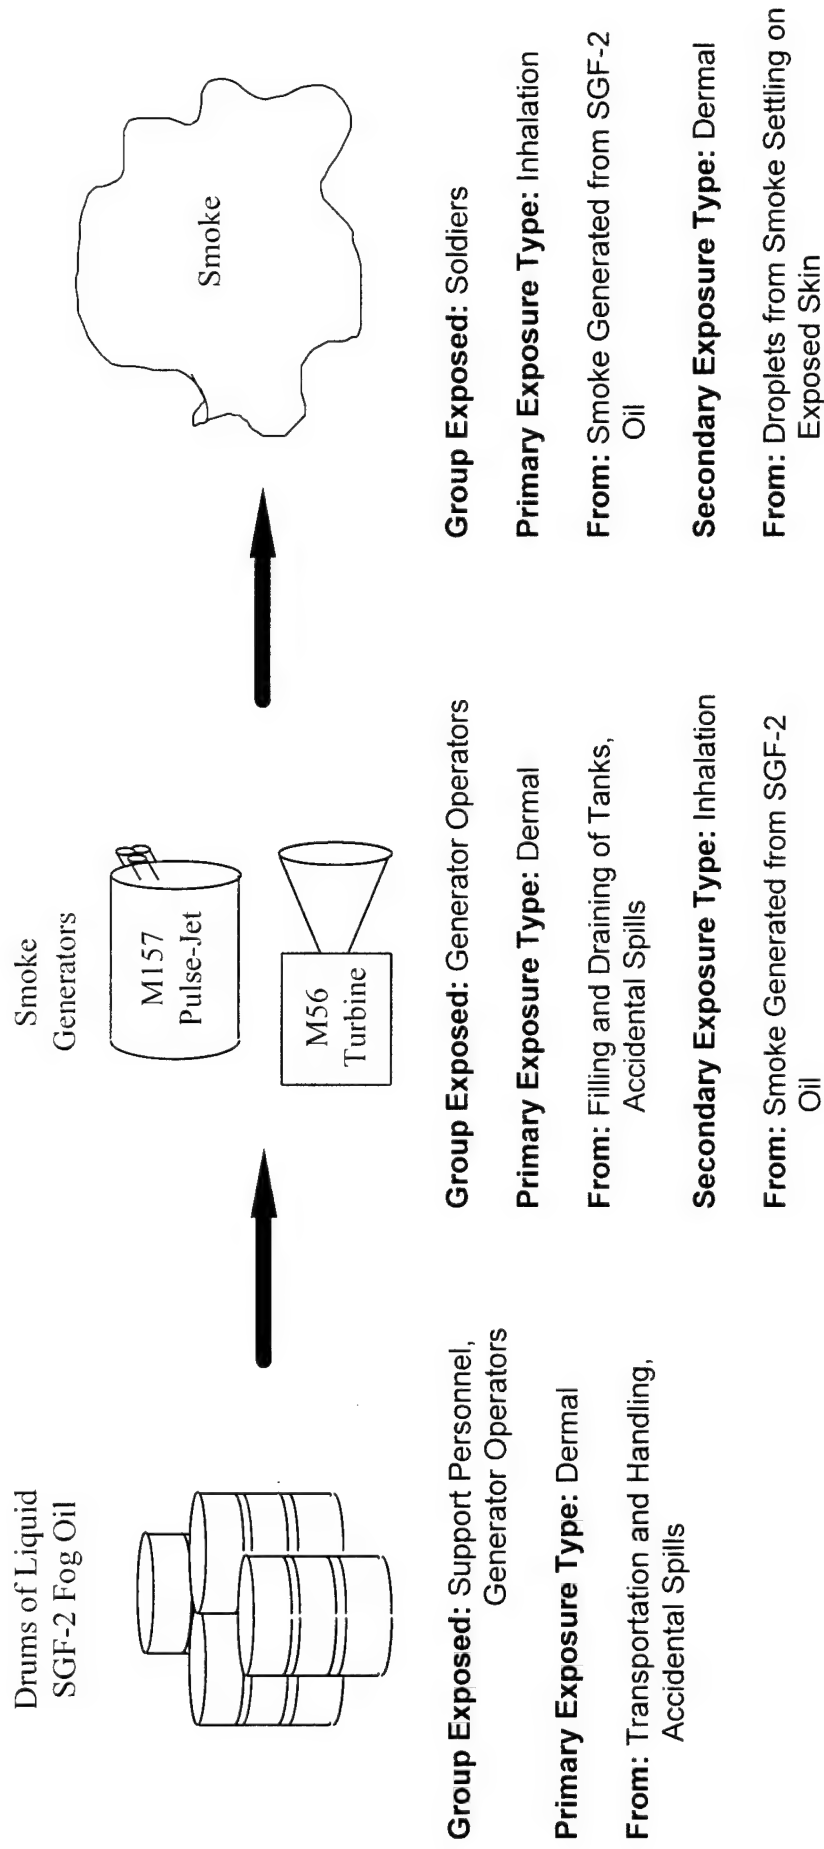 Drums of Liquid
SGF-2 Fog Oil
Group Exposed: Support Personnel,
Generator Operators
Primary Exposure Type: Dermal
From: Transportation and Handling,
Accidental Spills
Smoke
Generators
M157
Pulse-Jet
M56
Turbine
Group Exposed: Generator Operators
Primary Exposure Type: Dermal
From: Filling and Draining of Tanks,
Accidental Spills
Secondary Exposure Type: Inhalation
From: Smoke Generated from SGF-2
Oil
Smoke
Group Exposed: Soldiers
Primary Exposure Type: Inhalation
From: Smoke Generated from SGF-2
Oil
Secondary Exposure Type: Dermal
From: Droplets from Smoke Settling on
Exposed Skin